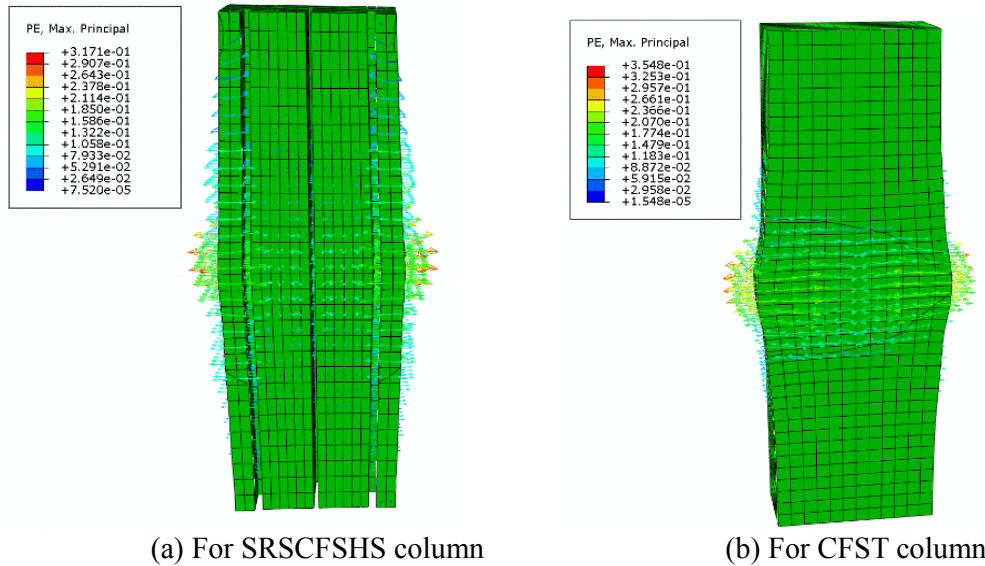 PE, Max. Principal
+3.171e-01
+2.907e-01
+2.643e-01
+2.378e-01
+2.114e-01
+1.850e-01
+1.586e-01
+1.322e-01
+1.058e-01
+7.933e-02
+5.291e-02
+2.649e-02
+7.520e-05
PE, Max. Principal
+3.548e-01
+3.253e-01
+2.957e-01
+2.661e-01
+2.366e-01
+2.070e-01
+1.774e-01
+1.479e-01
+1.183e-01
+8.872e-02
+5.915e-02
+2.958e-02
+1.548e-05
(a) For SRSCFSHS column
(b) For CFST column